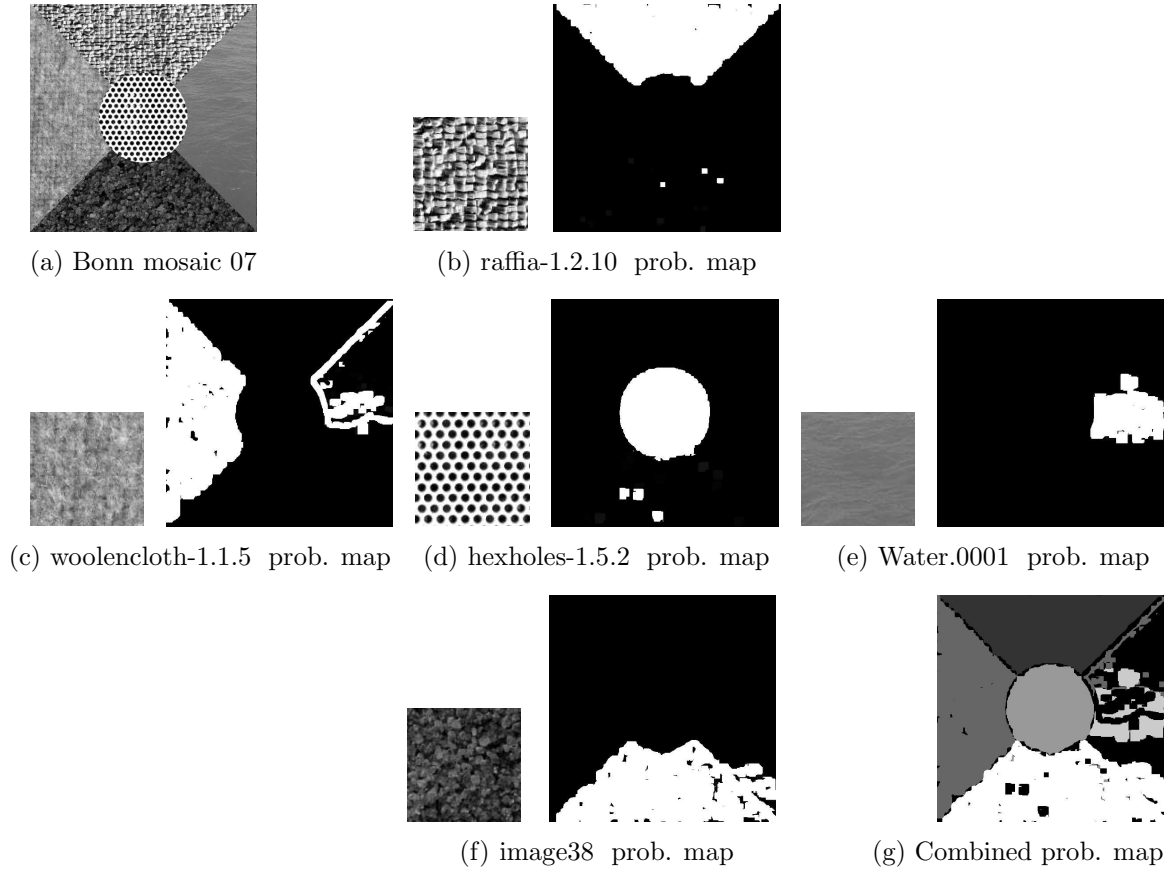 (a) Bonn mosaic 07
(b) raffia-1.2.10 prob. map
(c) woolencloth-1.1.5 prob. map
(d) hexholes-1.5.2 prob. map
(e) Water.0001 prob. map
(f) image38 prob. map
(g) Combined prob. map